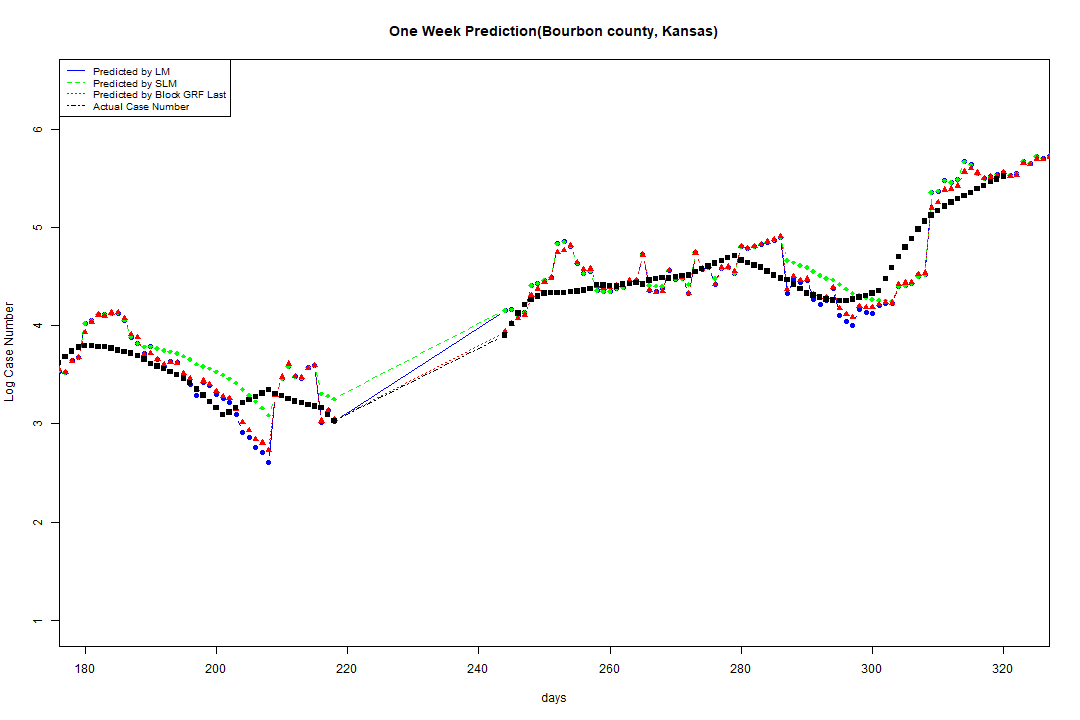 One Week Prediction(Bourbon county, Kansas)
Predicted by LM
Predicted by SLM
Predicted by Block GRF Last
Actual Case Number
6
5
4
3
2
1
Log Case Number
180 200 220 240 260 280 300 320
days